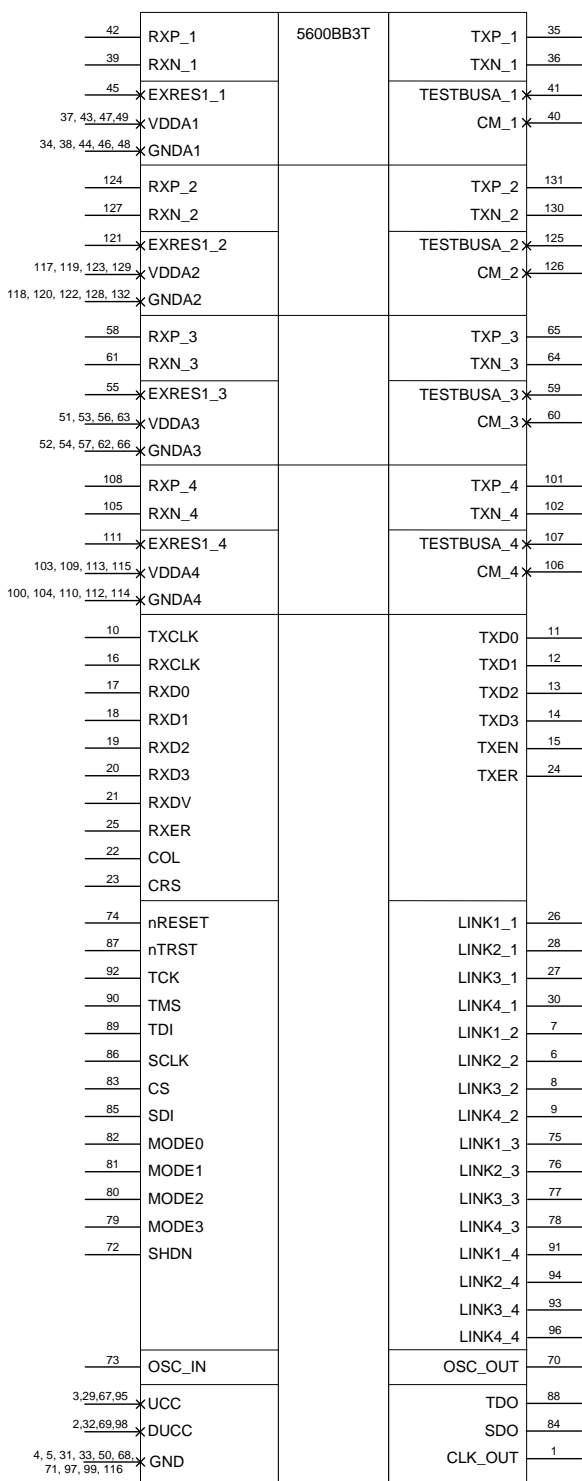 5600BB3T
42 RXP_1 TXP_1 35
39 RXN_1 TXN_1 36
45 EXRES1_1 TESTBUSA_1 41
37, 43, 47,49 VDDA1 CM_1 40
34, 38, 44, 46, 48 GNDA1
124 RXP_2 TXP_2 131
127 RXN_2 TXN_2 130
121 EXRES1_2 TESTBUSA_2 125
117, 119, 123, 129 VDDA2 CM_2 126
118, 120, 122, 128, 132 GNDA2
58 RXP_3 TXP_3 65
61 RXN_3 TXN_3 64
55 EXRES1_3 TESTBUSA_3 59
51, 53, 56, 63 VDDA3 CM_3 60
52, 54, 57, 62, 66 GNDA3
108 RXP_4 TXP_4 101
105 RXN_4 TXN_4 102
111 EXRES1_4 TESTBUSA_4 107
103, 109, 113, 115 VDDA4 CM_4 106
100, 104, 110, 112, 114 GNDA4
10 TXCLK TXD0 11
16 RXCLK TXD1 12
17 RXD0 TXD2 13
18 RXD1 TXD3 14
19 RXD2 TXEN 15
20 RXD3 TXER 24
21 RXDV
25 RXER
22 COL
23 CRS
74 nRESET LINK1_1 26
87 nTRST LINK2_1 28
92 TCK LINK3_1 27
90 TMS LINK4_1 30
89 TDI LINK1_2 7
86 SCLK LINK2_2 6
83 CS LINK3_2 8
85 SDI LINK4_2 9
82 MODE0 LINK1_3 75
81 MODE1 LINK2_3 76
80 MODE2 LINK3_3 77
79 MODE3 LINK4_3 78
72 SHDN LINK1_4 91
LINK2_4 94
LINK3_4 93
LINK4_4 96
73 OSC_IN OSC_OUT 70
3,29,67,95 UCC TDO 88
2,32,69,98 DUCC SDO 84
4, 5, 31, 33, 50, 68, GND CLK_OUT 1
71, 97, 99, 116